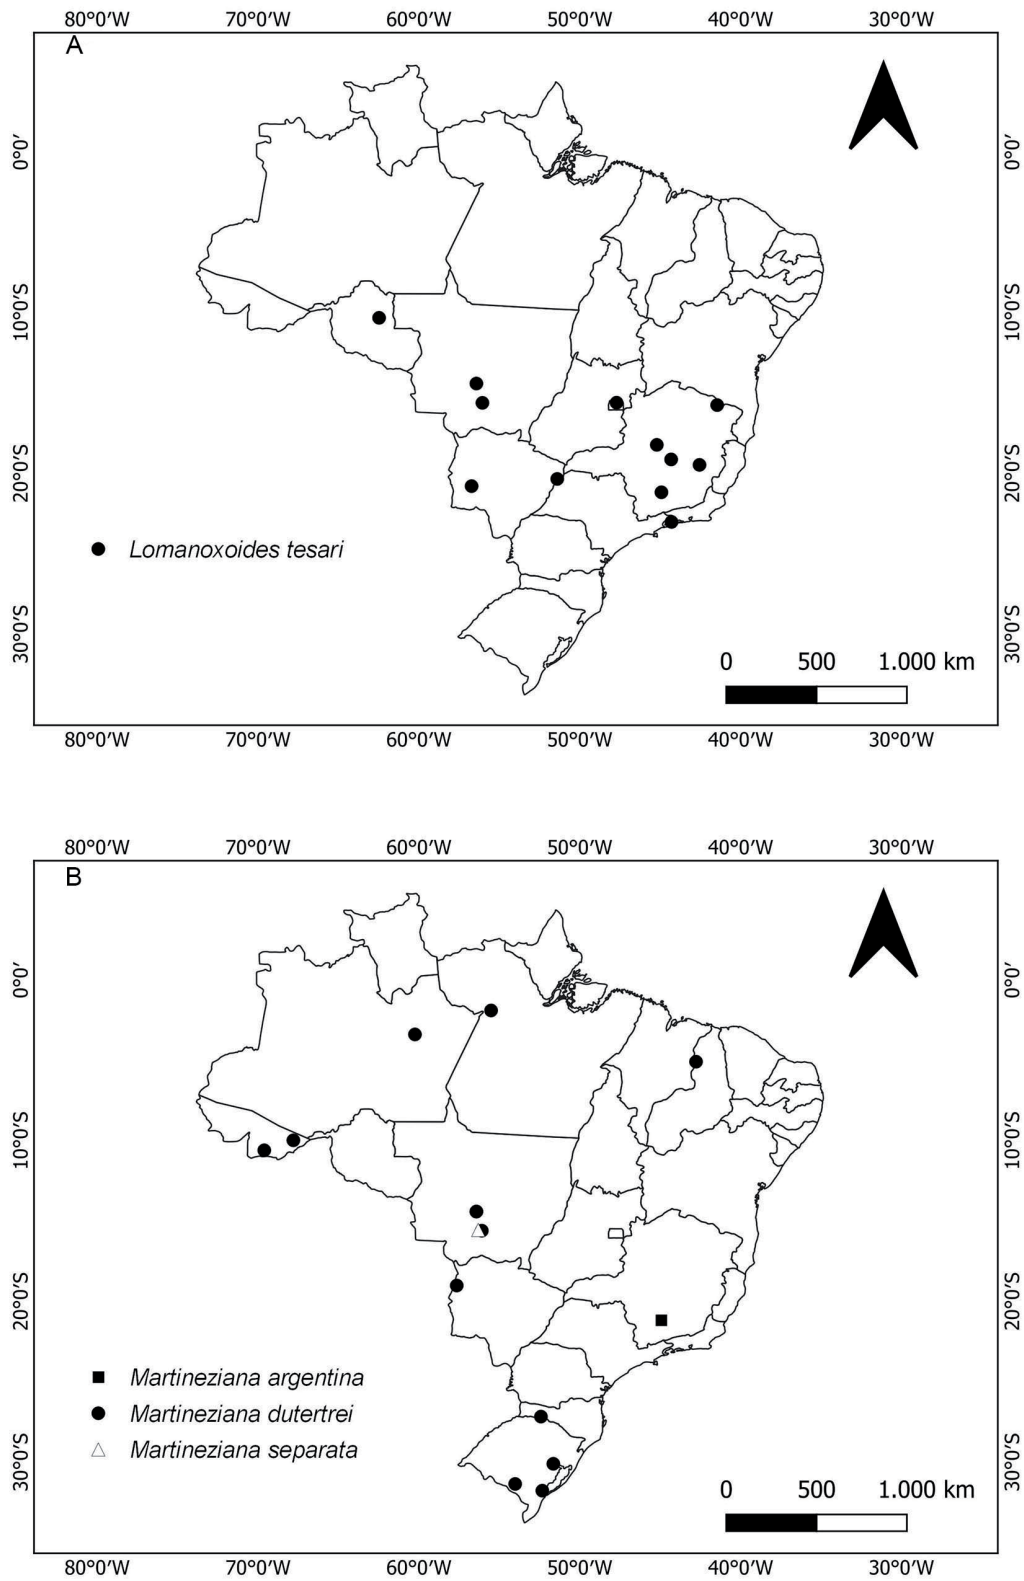 80°0′W 70°0′W 60°0′W 50°0′W 40°0′W 30°0′W
A
0°0′ 0°0′
10°0′S 10°0′S
20°0′S 20°0′S
Lomanoxoides tesari
30°0′S 30°0′S
0 500 1.000 km
80°0′W 70°0′W 60°0′W 50°0′W 40°0′W 30°0′W
80°0′W 70°0′W 60°0′W 50°0′W 40°0′W 30°0′W
B
0°0′ 0°0′
10°0′S 10°0′S
20°0′S 20°0′S
Martineziana argentina
Martineziana dutertrei
Martineziana separata
30°0′S 30°0′S
0 500 1.000 km
80°0′W 70°0′W 60°0′W 50°0′W 40°0′W 30°0′W